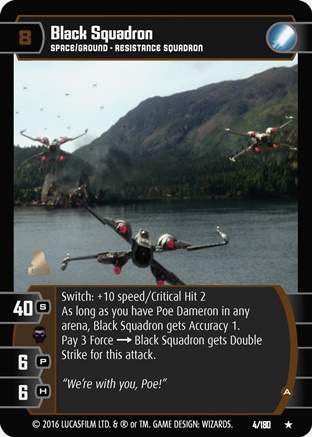 8 Black Squadron
SPACE/GROUND - RESISTANCE SQUADRON
40 S
6 P
6 H
Switch: +10 speed/Critical Hit 2
As long as you have Poe Dameron in any
arena, Black Squadron gets Accuracy 1.
Pay 3 Force → Black Squadron gets Double
Strike for this attack.
“We're with you, Poe!”
A
© 2016 LUCASFILM LTD. & ® or TM. GAME DESIGN: WIZARDS. 4/180 ★